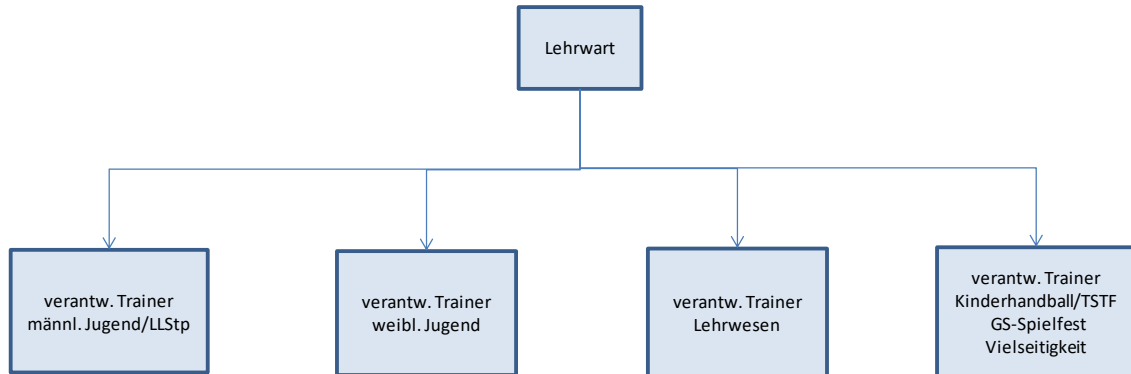 Lehrwart
verantw. Trainer
männl. Jugend/LLStp
verantw. Trainer
weibl. Jugend
verantw. Trainer
Lehrwesen
verantw. Trainer
Kinderhandball/TSTF
GS-Spielfest
Vielseitigkeit